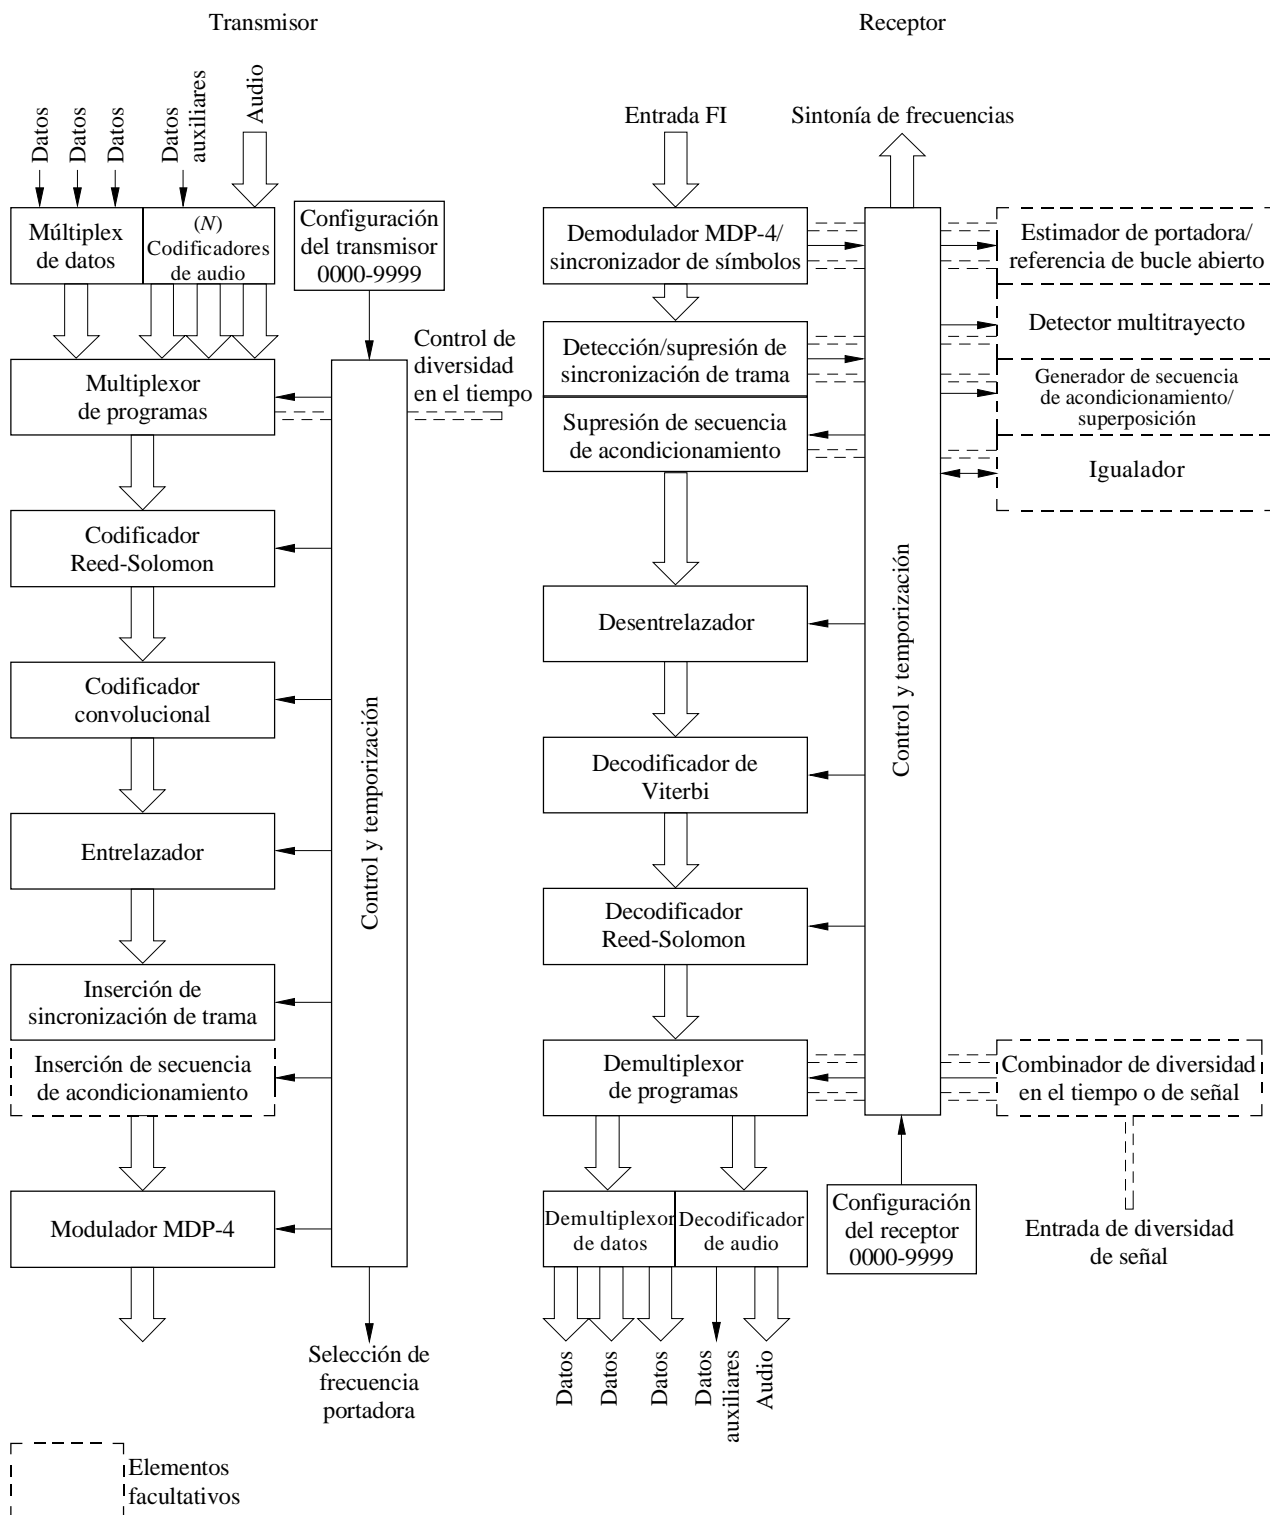 Transmisor
Receptor
Datos
Datos
Datos
Datos
auxiliares
Audio
Entrada FI
Sintonía de frecuencias
Múltiplex
de datos
(N)
Codificadores
de audio
Configuración
del transmisor
0000-9999
Control de
diversidad
en el tiempo
Multiplexor
de programas
Codificador
Reed-Solomon
Codificador
convolucional
Entrelazador
Inserción de
sincronización de trama
Inserción de secuencia
de acondicionamiento
Modulador MDP-4
Control y temporización
Selección de
frecuencia
portadora
Demodulador MDP-4/
sincronizador de símbolos
Detección/supresión de
sincronización de trama
Supresión de secuencia
de acondicionamiento
Desentrelazador
Decodificador de
Viterbi
Decodificador
Reed-Solomon
Demultiplexor
de programas
Demultiplexor
de datos
Decodificador
de audio
Datos
Datos
Datos
Datos
auxiliares
Audio
Control y temporización
Configuración
del receptor
0000-9999
Estimador de portadora/
referencia de bucle abierto
Detector multitrayecto
Generador de secuencia
de acondicionamiento/
superposición
Igualador
Combinador de diversidad
en el tiempo o de señal
Entrada de diversidad
de señal
Elementos
facultativos